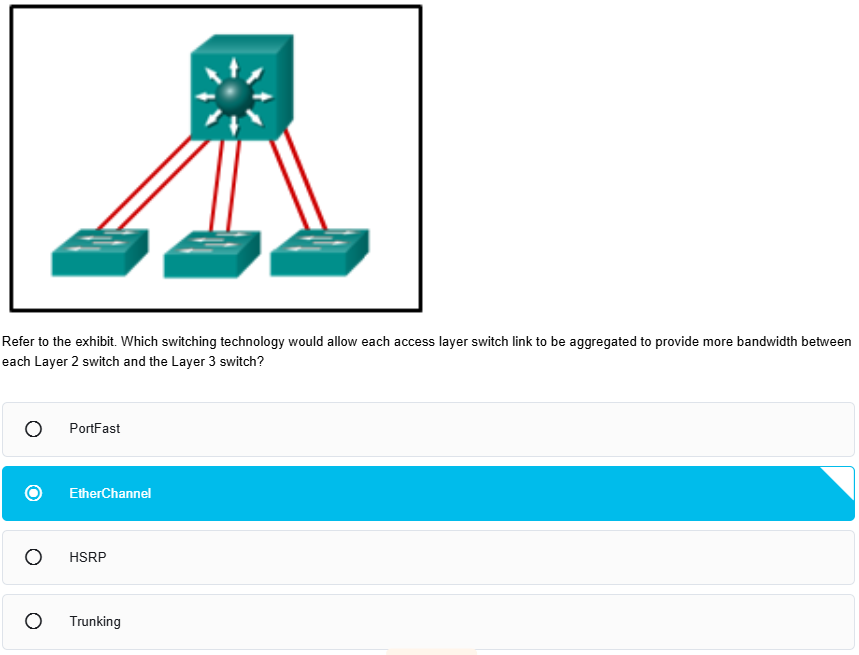 Refer to the exhibit. Which switching technology would allow each access layer switch link to be aggregated to provide more bandwidth between
each Layer 2 switch and the Layer 3 switch?
PortFast
EtherChannel
HSRP
Trunking